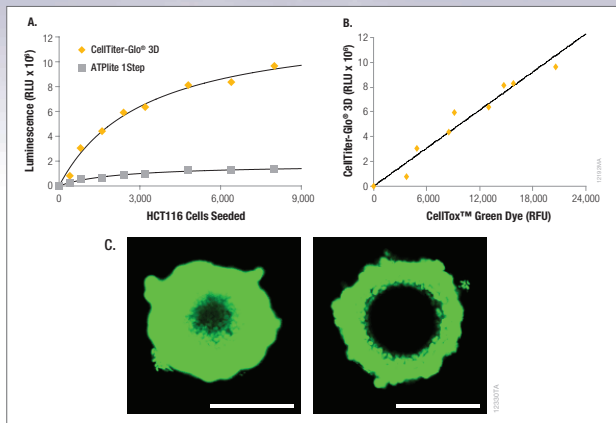 A.
Luminescence (RLU x 10⁶)
12
10
8
6
4
2
0
CellTiter-Glo® 3D
ATPlite 1Step
0
3,000
6,000
9,000
HCT116 Cells Seeded
B.
CellTiter-Glo® 3D (RLU x 10⁶)
12
10
8
6
4
2
0
0
6,000
12,000
18,000
24,000
CellTox™ Green Dye (RFU)
12192MA
C.
12330TA